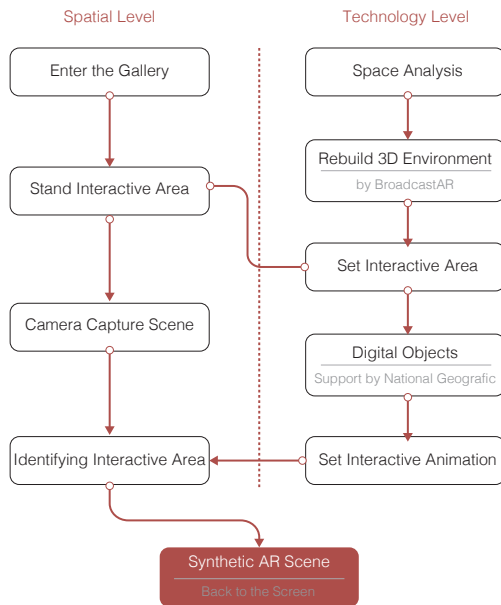 Spatial Level
Technology Level
Enter the Gallery
Space Analysis
Stand Interactive Area
Rebuild 3D Environment
by BroadcastAR
Set Interactive Area
Camera Capture Scene
Digital Objects
Support by National Geografic
Identifying Interactive Area
Set Interactive Animation
Synthetic AR Scene
Back to the Screen